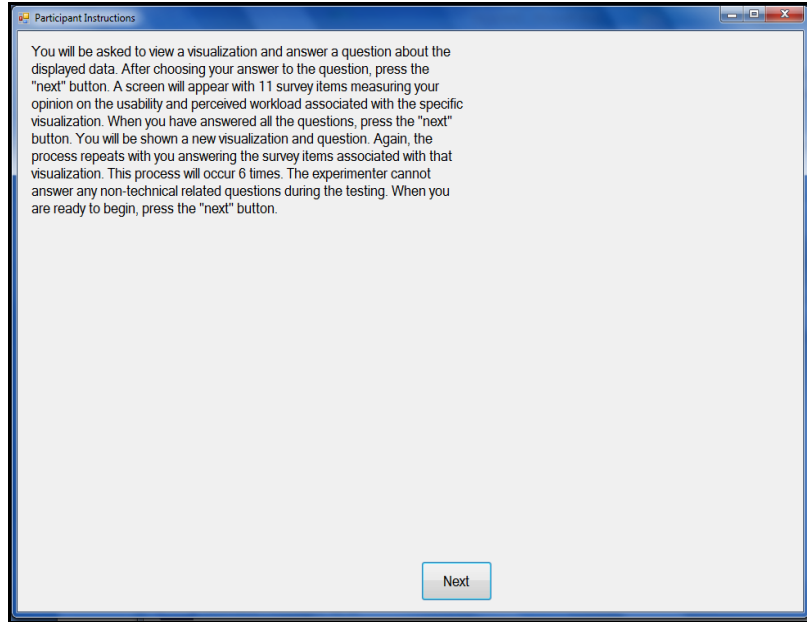 Participant Instructions
You will be asked to view a visualization and answer a question about the
displayed data. After choosing your answer to the question, press the
"next" button. A screen will appear with 11 survey items measuring your
opinion on the usability and perceived workload associated with the specific
visualization. When you have answered all the questions, press the "next"
button. You will be shown a new visualization and question. Again, the
process repeats with you answering the survey items associated with that
visualization. This process will occur 6 times. The experimenter cannot
answer any non-technical related questions during the testing. When you
are ready to begin, press the "next" button.
Next